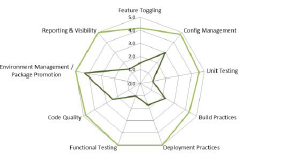 Feature Toggling
5.0
4.0
3.0
2.0
1.0
0.0
Config Management
Unit Testing
Build Practices
Deployment Practices
Functional Testing
Code Quality
Environment Management /
Package Promotion
Reporting & Visibility